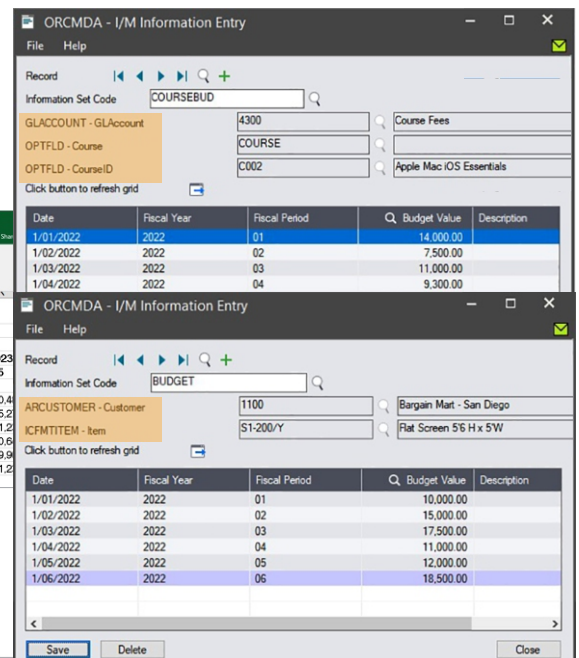 ORCMDA - I/M Information Entry
File Help
Record
Information Set Code COURSEBUD
GLACCOUNT - GLAccount 4300 Course Fees
OPTFLD - Course COURSE
OPTFLD - CourseID C002 Apple Mac iOS Essentials
Click button to refresh grid
Date Fiscal Year Fiscal Period Budget Value Description
1/01/2022 2022 01 14,000.00
1/02/2022 2022 02 7,500.00
1/03/2022 2022 03 11,000.00
1/04/2022 2022 04 9,300.00
ORCMDA - I/M Information Entry
File Help
Record
Information Set Code BUDGET
ARCUSTOMER - Customer 1100 Bargain Mart - San Diego
ICFMTITEM - Item S1-200/Y Flat Screen 5'6 H x 5'W
Click button to refresh grid
Date Fiscal Year Fiscal Period Budget Value Description
1/01/2022 2022 01 10,000.00
1/02/2022 2022 02 15,000.00
1/03/2022 2022 03 17,500.00
1/04/2022 2022 04 11,000.00
1/05/2022 2022 05 12,000.00
1/06/2022 2022 06 18,500.00
Save Delete Close